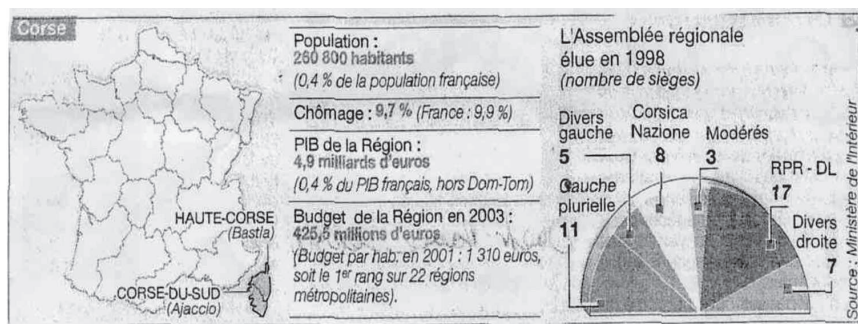 Corse
HAUTE-CORSE
(Bastia)
CORSE-DU-SUD
(Ajaccio)
Population :
260 800 habitants
(0,4 % de la population française)
Chômage : 9,7 % (France : 9,9 %)
PIB de la Région :
4,9 milliards d'euros
(0,4 % du PIB français, hors Dom-Tom)
Budget de la Région en 2003 :
425,5 millions d'euros
(Budget par hab. en 2001 : 1 310 euros,
soit le 1er rang sur 22 régions
métropolitaines).
L'Assemblée régionale
élue en 1998
(nombre de sièges)
Divers
gauche
5
Corsica
Nazione
8
Modérés
3
RPR - DL
17
Gauche
plurielle
11
Divers
droite
7
Source : Ministère de l'Intérieur